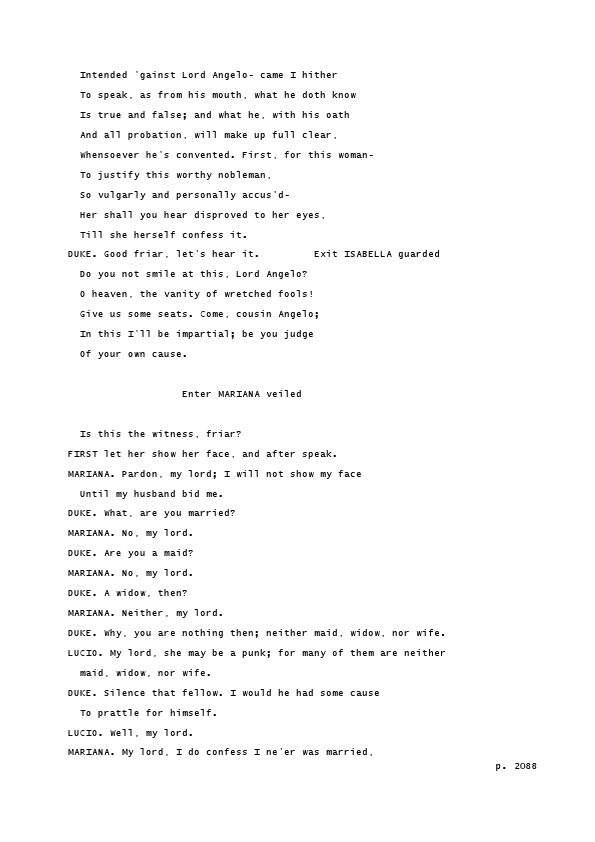 Intended 'gainst Lord Angelo- came I hither
To speak, as from his mouth, what he doth know
Is true and false; and what he, with his oath
And all probation, will make up full clear,
Whensoever he's convented. First, for this woman-
To justify this worthy nobleman,
So vulgarly and personally accus'd-
Her shall you hear disproved to her eyes,
Till she herself confess it.
DUKE. Good friar, let's hear it. Exit ISABELLA guarded
Do you not smile at this, Lord Angelo?
O heaven, the vanity of wretched fools!
Give us some seats. Come, cousin Angelo;
In this I'll be impartial; be you judge
Of your own cause.
Enter MARIANA veiled
Is this the witness, friar?
FIRST let her show her face, and after speak.
MARIANA. Pardon, my lord; I will not show my face
Until my husband bid me.
DUKE. What, are you married?
MARIANA. No, my lord.
DUKE. Are you a maid?
MARIANA. No, my lord.
DUKE. A widow, then?
MARIANA. Neither, my lord.
DUKE. Why, you are nothing then; neither maid, widow, nor wife.
LUCIO. My lord, she may be a punk; for many of them are neither
maid, widow, nor wife.
DUKE. Silence that fellow. I would he had some cause
To prattle for himself.
LUCIO. Well, my lord.
MARIANA. My lord, I do confess I ne'er was married,
p. 2088